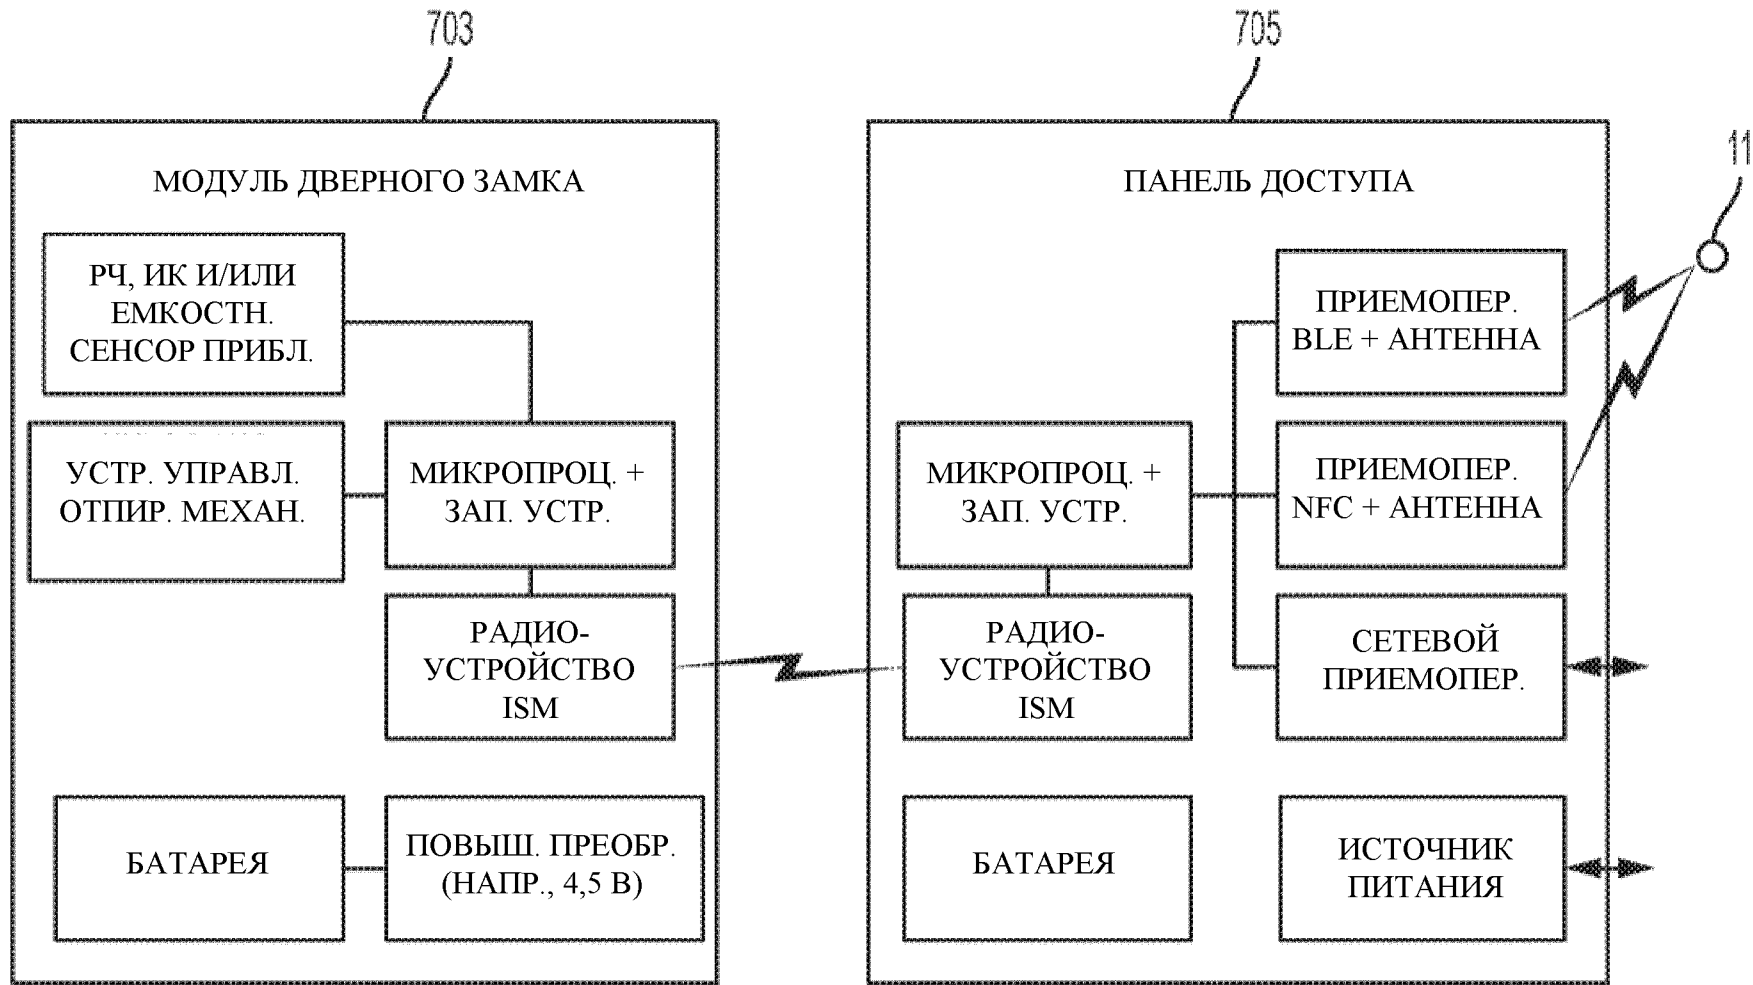 703
705
11
МОДУЛЬ ДВЕРНОГО ЗАМКА
РЧ, ИК И/ИЛИ
ЕМКОСТН.
СЕНСОР ПРИБЛ.
УСТР. УПРАВЛ.
ОТПИР. МЕХАН.
МИКРОПРОЦ. +
ЗАП. УСТР.
РАДИО-
УСТРОЙСТВО
ISM
БАТАРЕЯ
ПОВЫШ. ПРЕОБР.
(НАПР., 4,5 В)
ПАНЕЛЬ ДОСТУПА
ПРИЕМОПЕР.
BLE + АНТЕННА
МИКРОПРОЦ. +
ЗАП. УСТР.
ПРИЕМОПЕР.
NFC + АНТЕННА
РАДИО-
УСТРОЙСТВО
ISM
СЕТЕВОЙ
ПРИЕМОПЕР.
БАТАРЕЯ
ИСТОЧНИК
ПИТАНИЯ